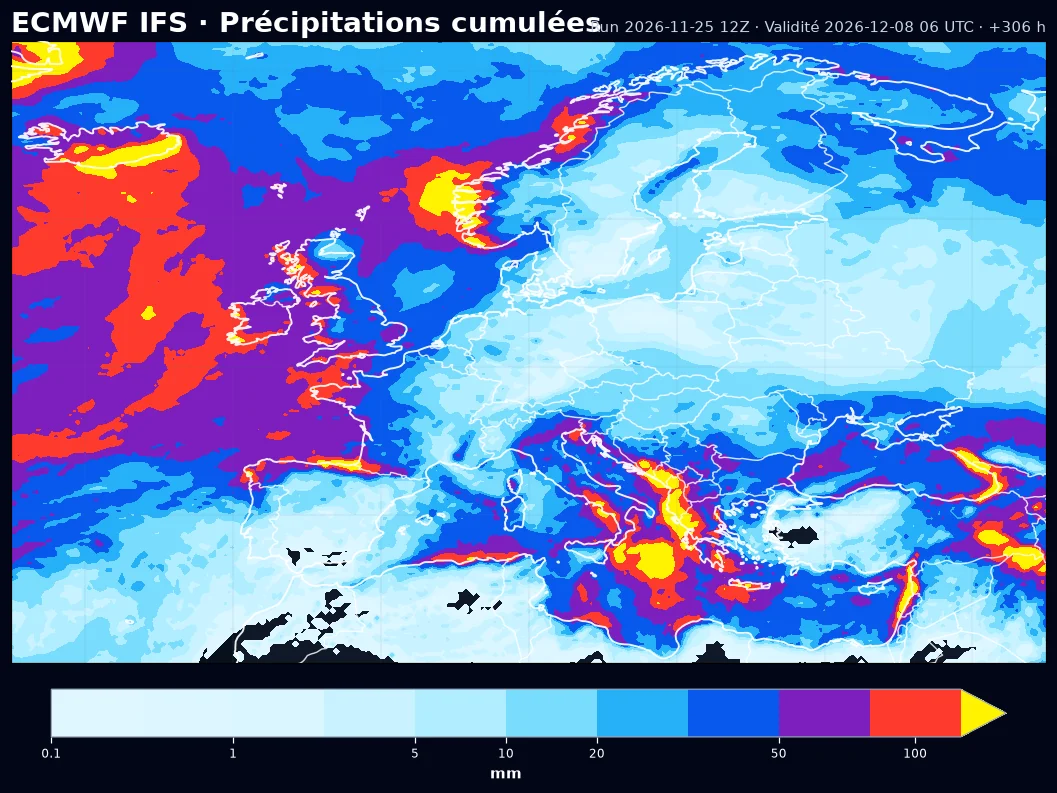 ECMWF IFS · Précipitations cumulées
Run 2026-11-25 12Z · Validité 2026-12-08 06 UTC · +306 h
0.1 1 5 10 20 50 100
mm